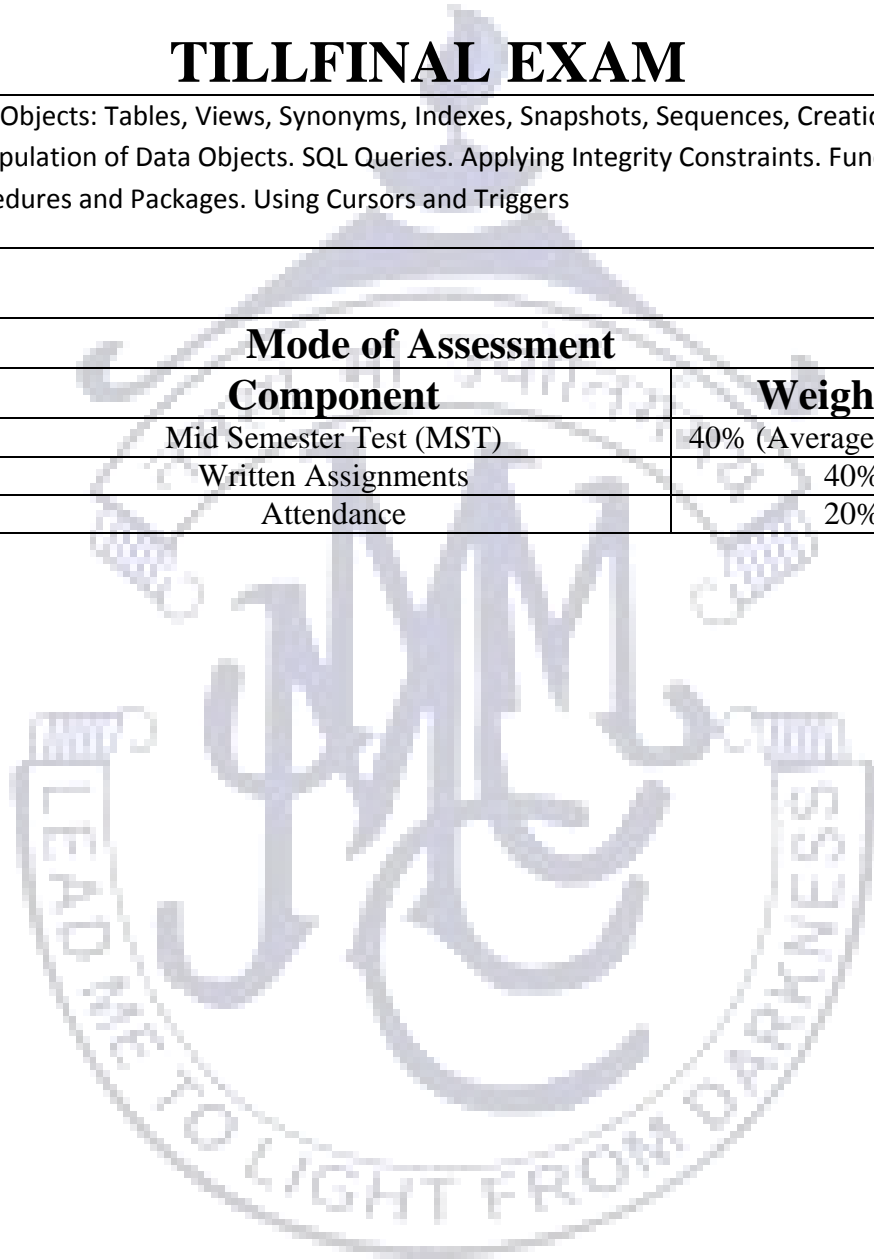 TILLFINAL EXAM
Objects: Tables, Views, Synonyms, Indexes, Snapshots, Sequences, Creatio
pulation of Data Objects. SQL Queries. Applying Integrity Constraints. Fun
edures and Packages. Using Cursors and Triggers
Mode of Assessment
Component Weigh
Mid Semester Test (MST) 40% (Average
Written Assignments 40%
Attendance 20%
LEAD ME TO LIGHT FROM DARKNESS